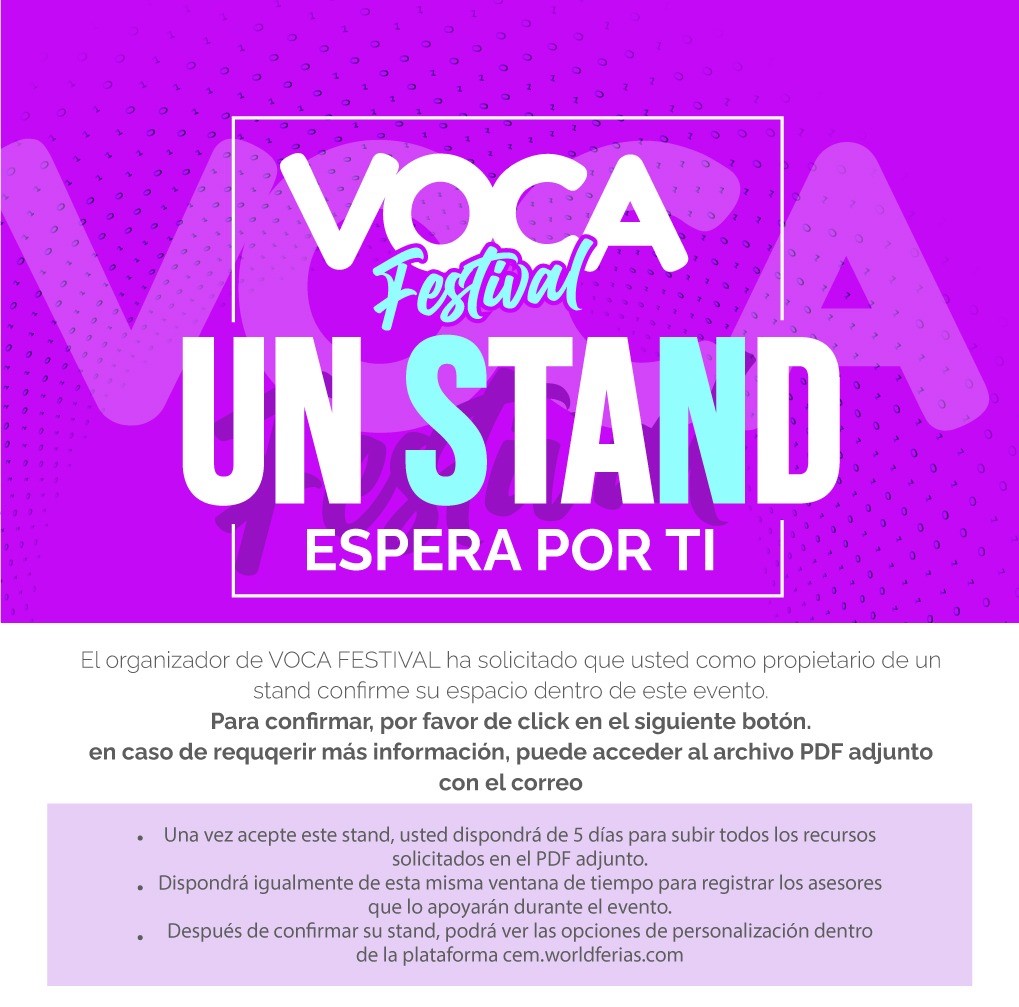 VOCA
Festival
UN STAND
ESPERA POR TI
El organizador de VOCA FESTIVAL ha solicitado que usted como propietario de un
stand confirme su espacio dentro de este evento.
Para confirmar, por favor de click en el siguiente botón.
en caso de requqerir más información, puede acceder al archivo PDF adjunto
con el correo
• Una vez acepte este stand, usted dispondrá de 5 días para subir todos los recursos
solicitados en el PDF adjunto.
• Dispondrá igualmente de esta misma ventana de tiempo para registrar los asesores
que lo apoyarán durante el evento.
• Después de confirmar su stand, podrá ver las opciones de personalización dentro
de la plataforma cem.worldferias.com